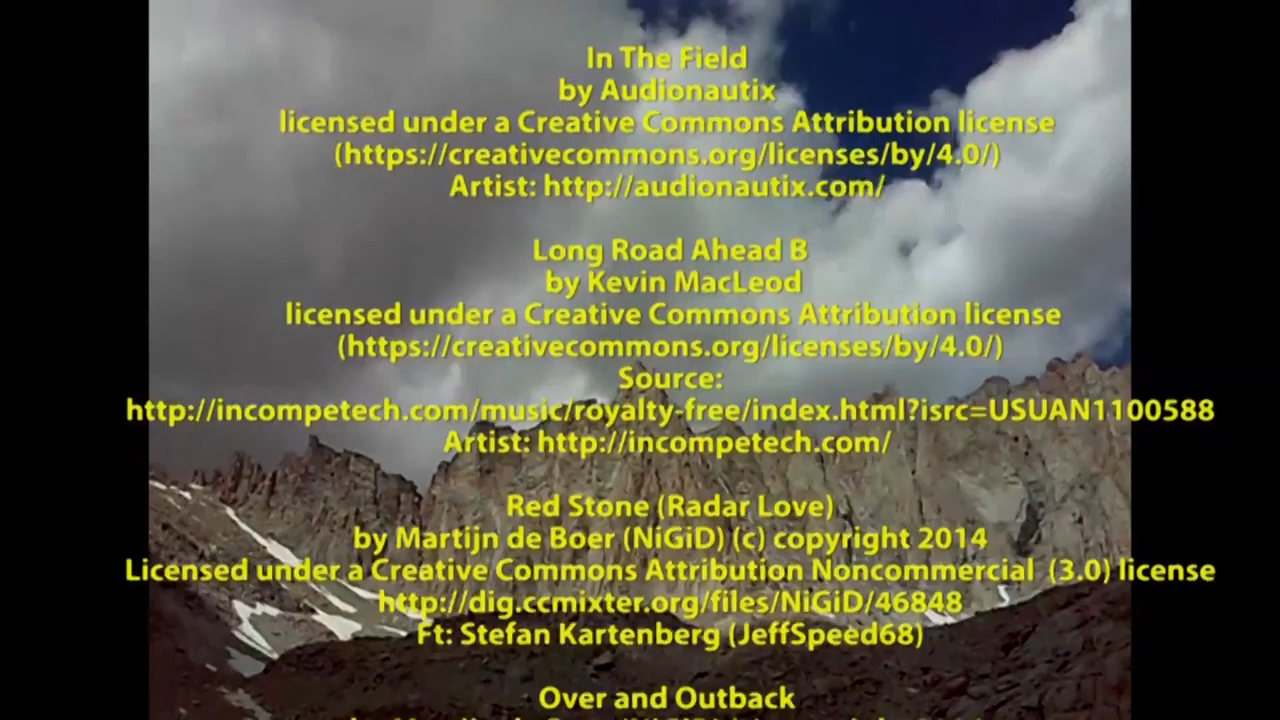 In The Field
by Audionautix
licensed under a Creative Commons Attribution license
(https://creativecommons.org/licenses/by/4.0/)
Artist: http://audionautix.com/
Long Road Ahead B
by Kevin MacLeod
licensed under a Creative Commons Attribution license
(https://creativecommons.org/licenses/by/4.0/)
Source:
http://incompetech.com/music/royalty-free/index.html?isrc=USUAN1100588
Artist: http://incompetech.com/
Red Stone (Radar Love)
by Martijn de Boer (NiGiD) (c) copyright 2014
Licensed under a Creative Commons Attribution Noncommercial (3.0) license
http://dig.ccmixter.org/files/NiGiD/46848
Ft: Stefan Kartenberg (JeffSpeed68)
Over and Outback